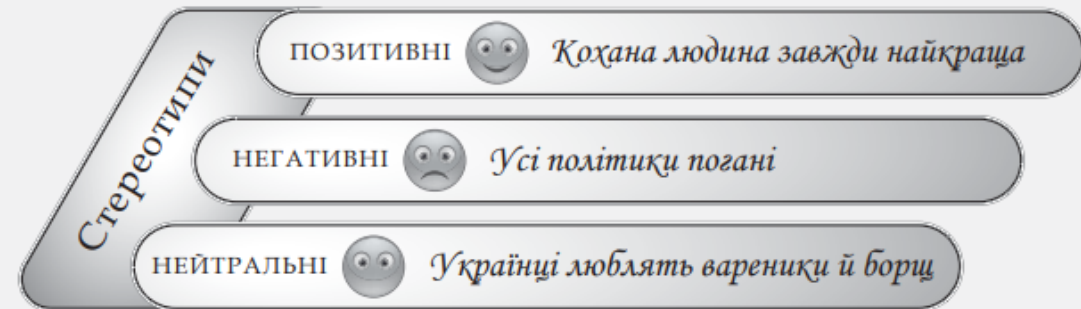 Стереотипи
ПОЗИТИВНІ Кохана людина завжди найкраща
НЕГАТИВНІ Усі політики погані
НЕЙТРАЛЬНІ Українці люблять вареники й борщ